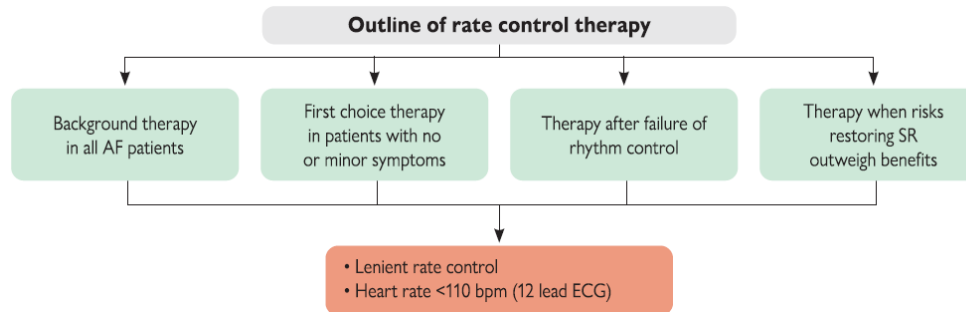 Outline of rate control therapy
Background therapy
in all AF patients
First choice therapy
in patients with no
or minor symptoms
Therapy after failure of
rhythm control
Therapy when risks
restoring SR
outweigh benefits
• Lenient rate control
• Heart rate <110 bpm (12 lead ECG)